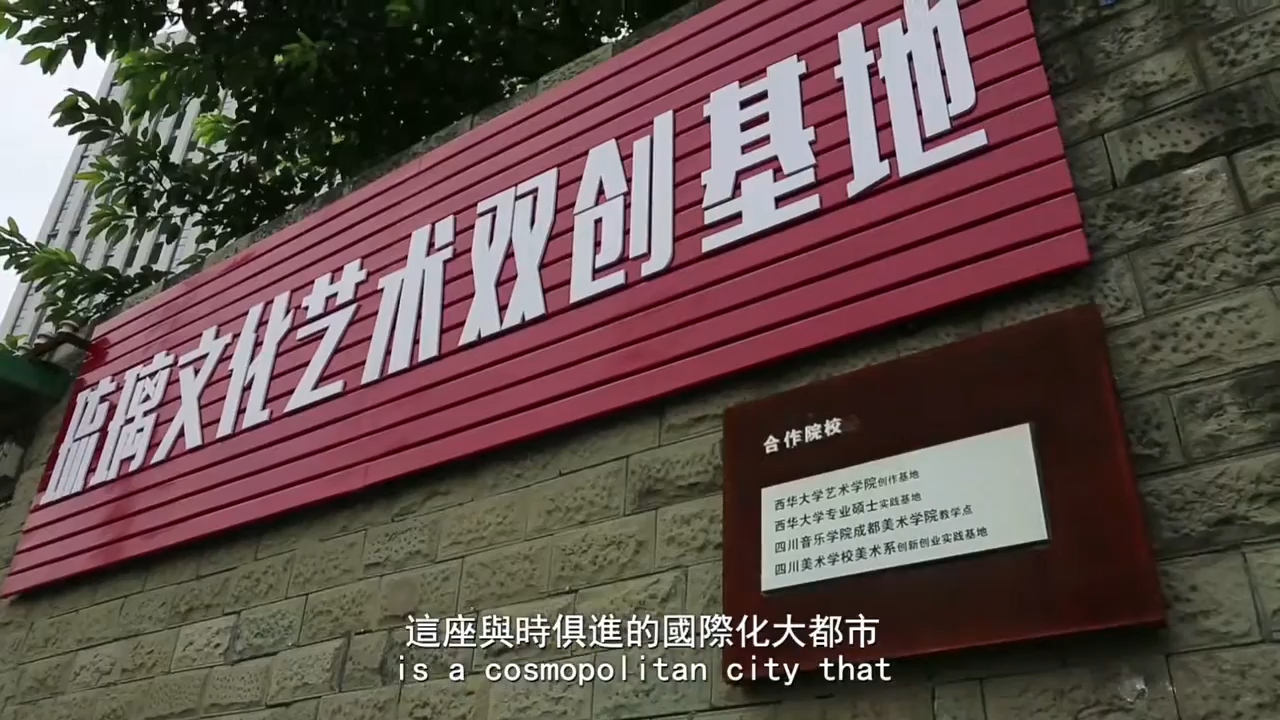 琉璃文化艺术双创基地
合作院校
西华大学艺术学院创作基地
西华大学专业硕士实践基地
四川音乐学院成都美术学院教学点
四川美术学校美术系创新创业实践基地
這座與時俱進的國際化大都市
is a cosmopolitan city that